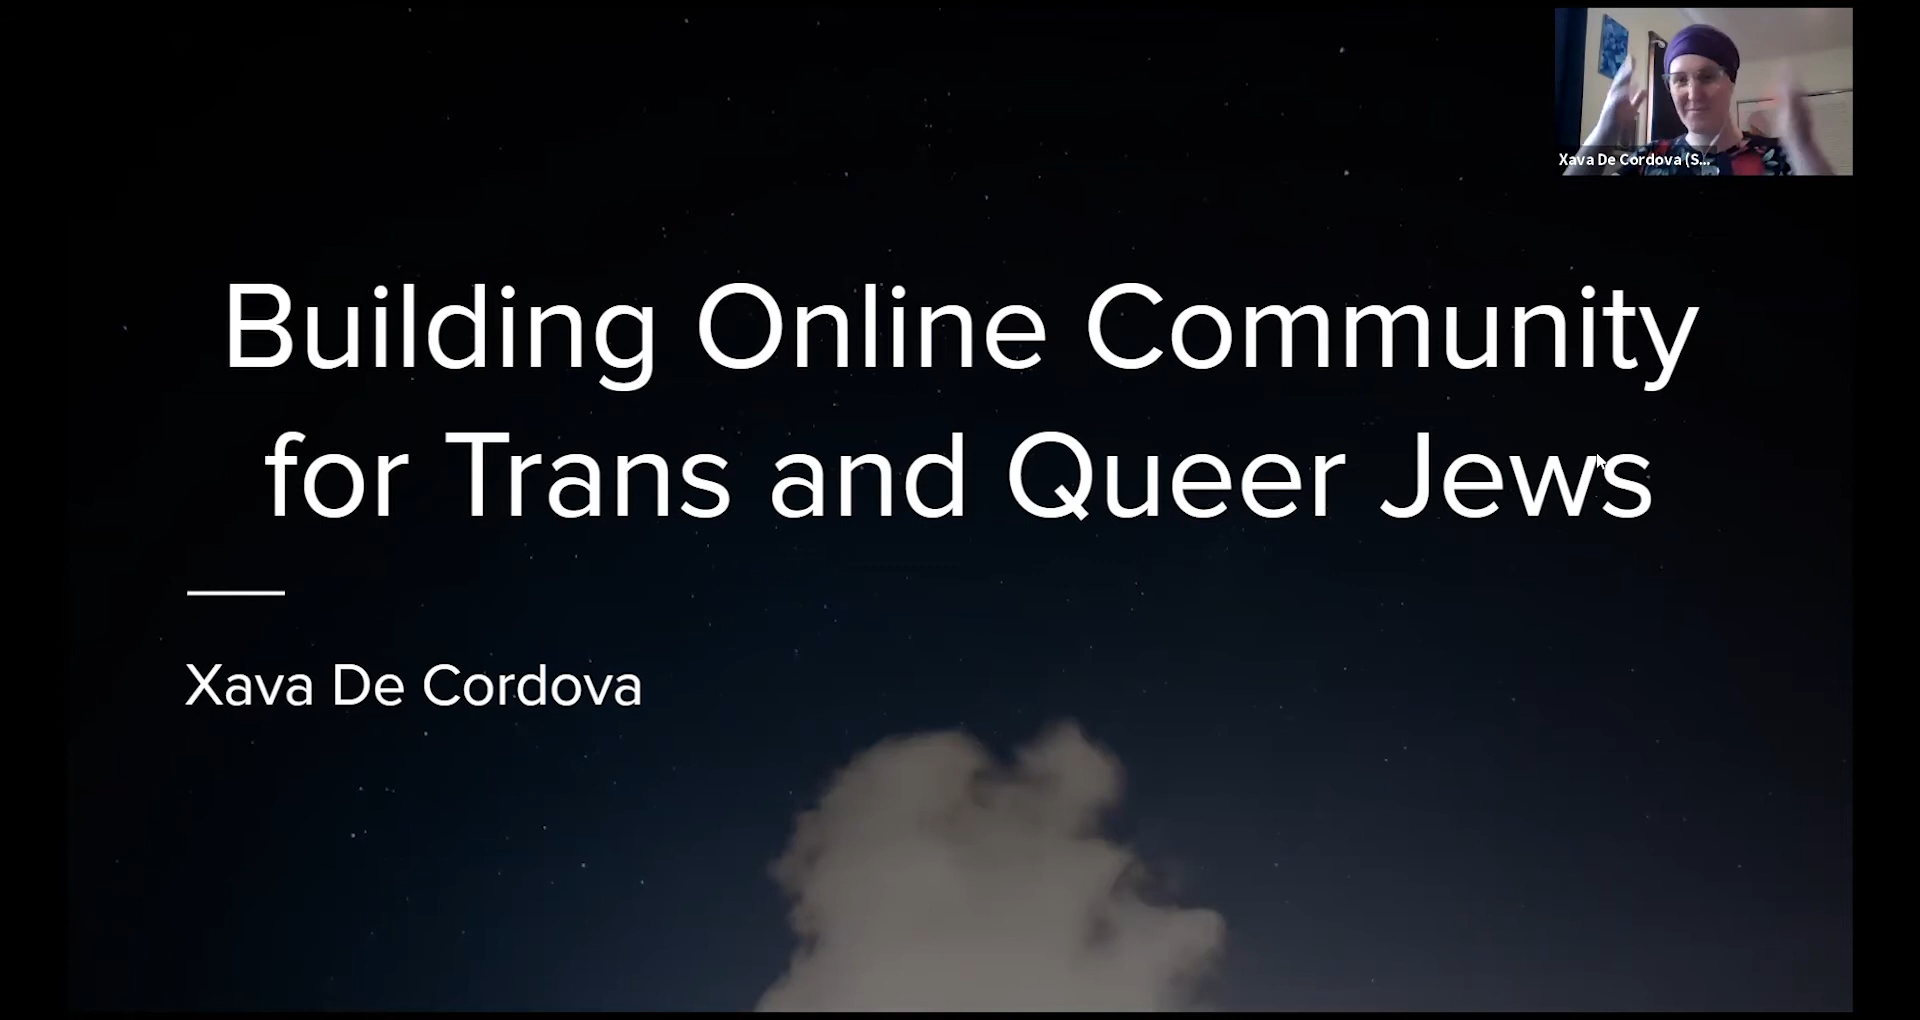 Xava De Cordova (S...
Building Online Community
for Trans and Queer Jews
Xava De Cordova